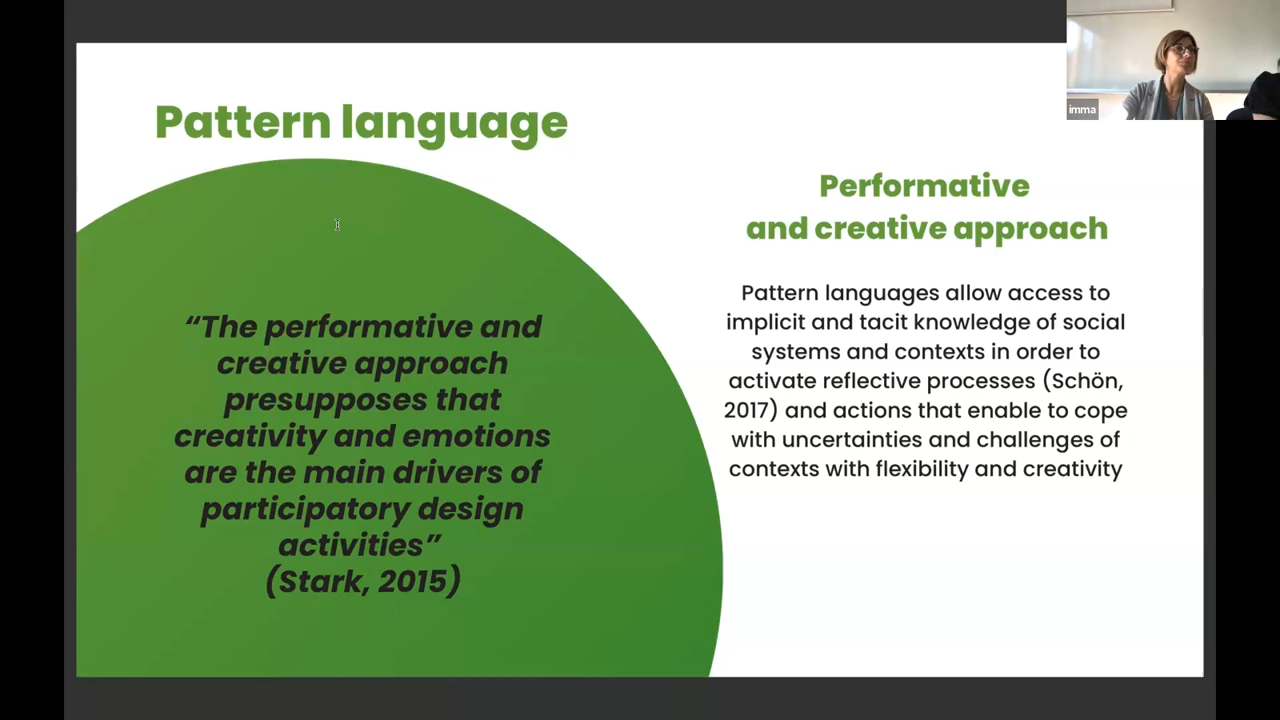 Pattern language
“The performative and
creative approach
presupposes that
creativity and emotions
are the main drivers of
participatory design
activities”
(Stark, 2015)
Performative
and creative approach
Pattern languages allow access to
implicit and tacit knowledge of social
systems and contexts in order to
activate reflective processes (Schön,
2017) and actions that enable to cope
with uncertainties and challenges of
contexts with flexibility and creativity
imma